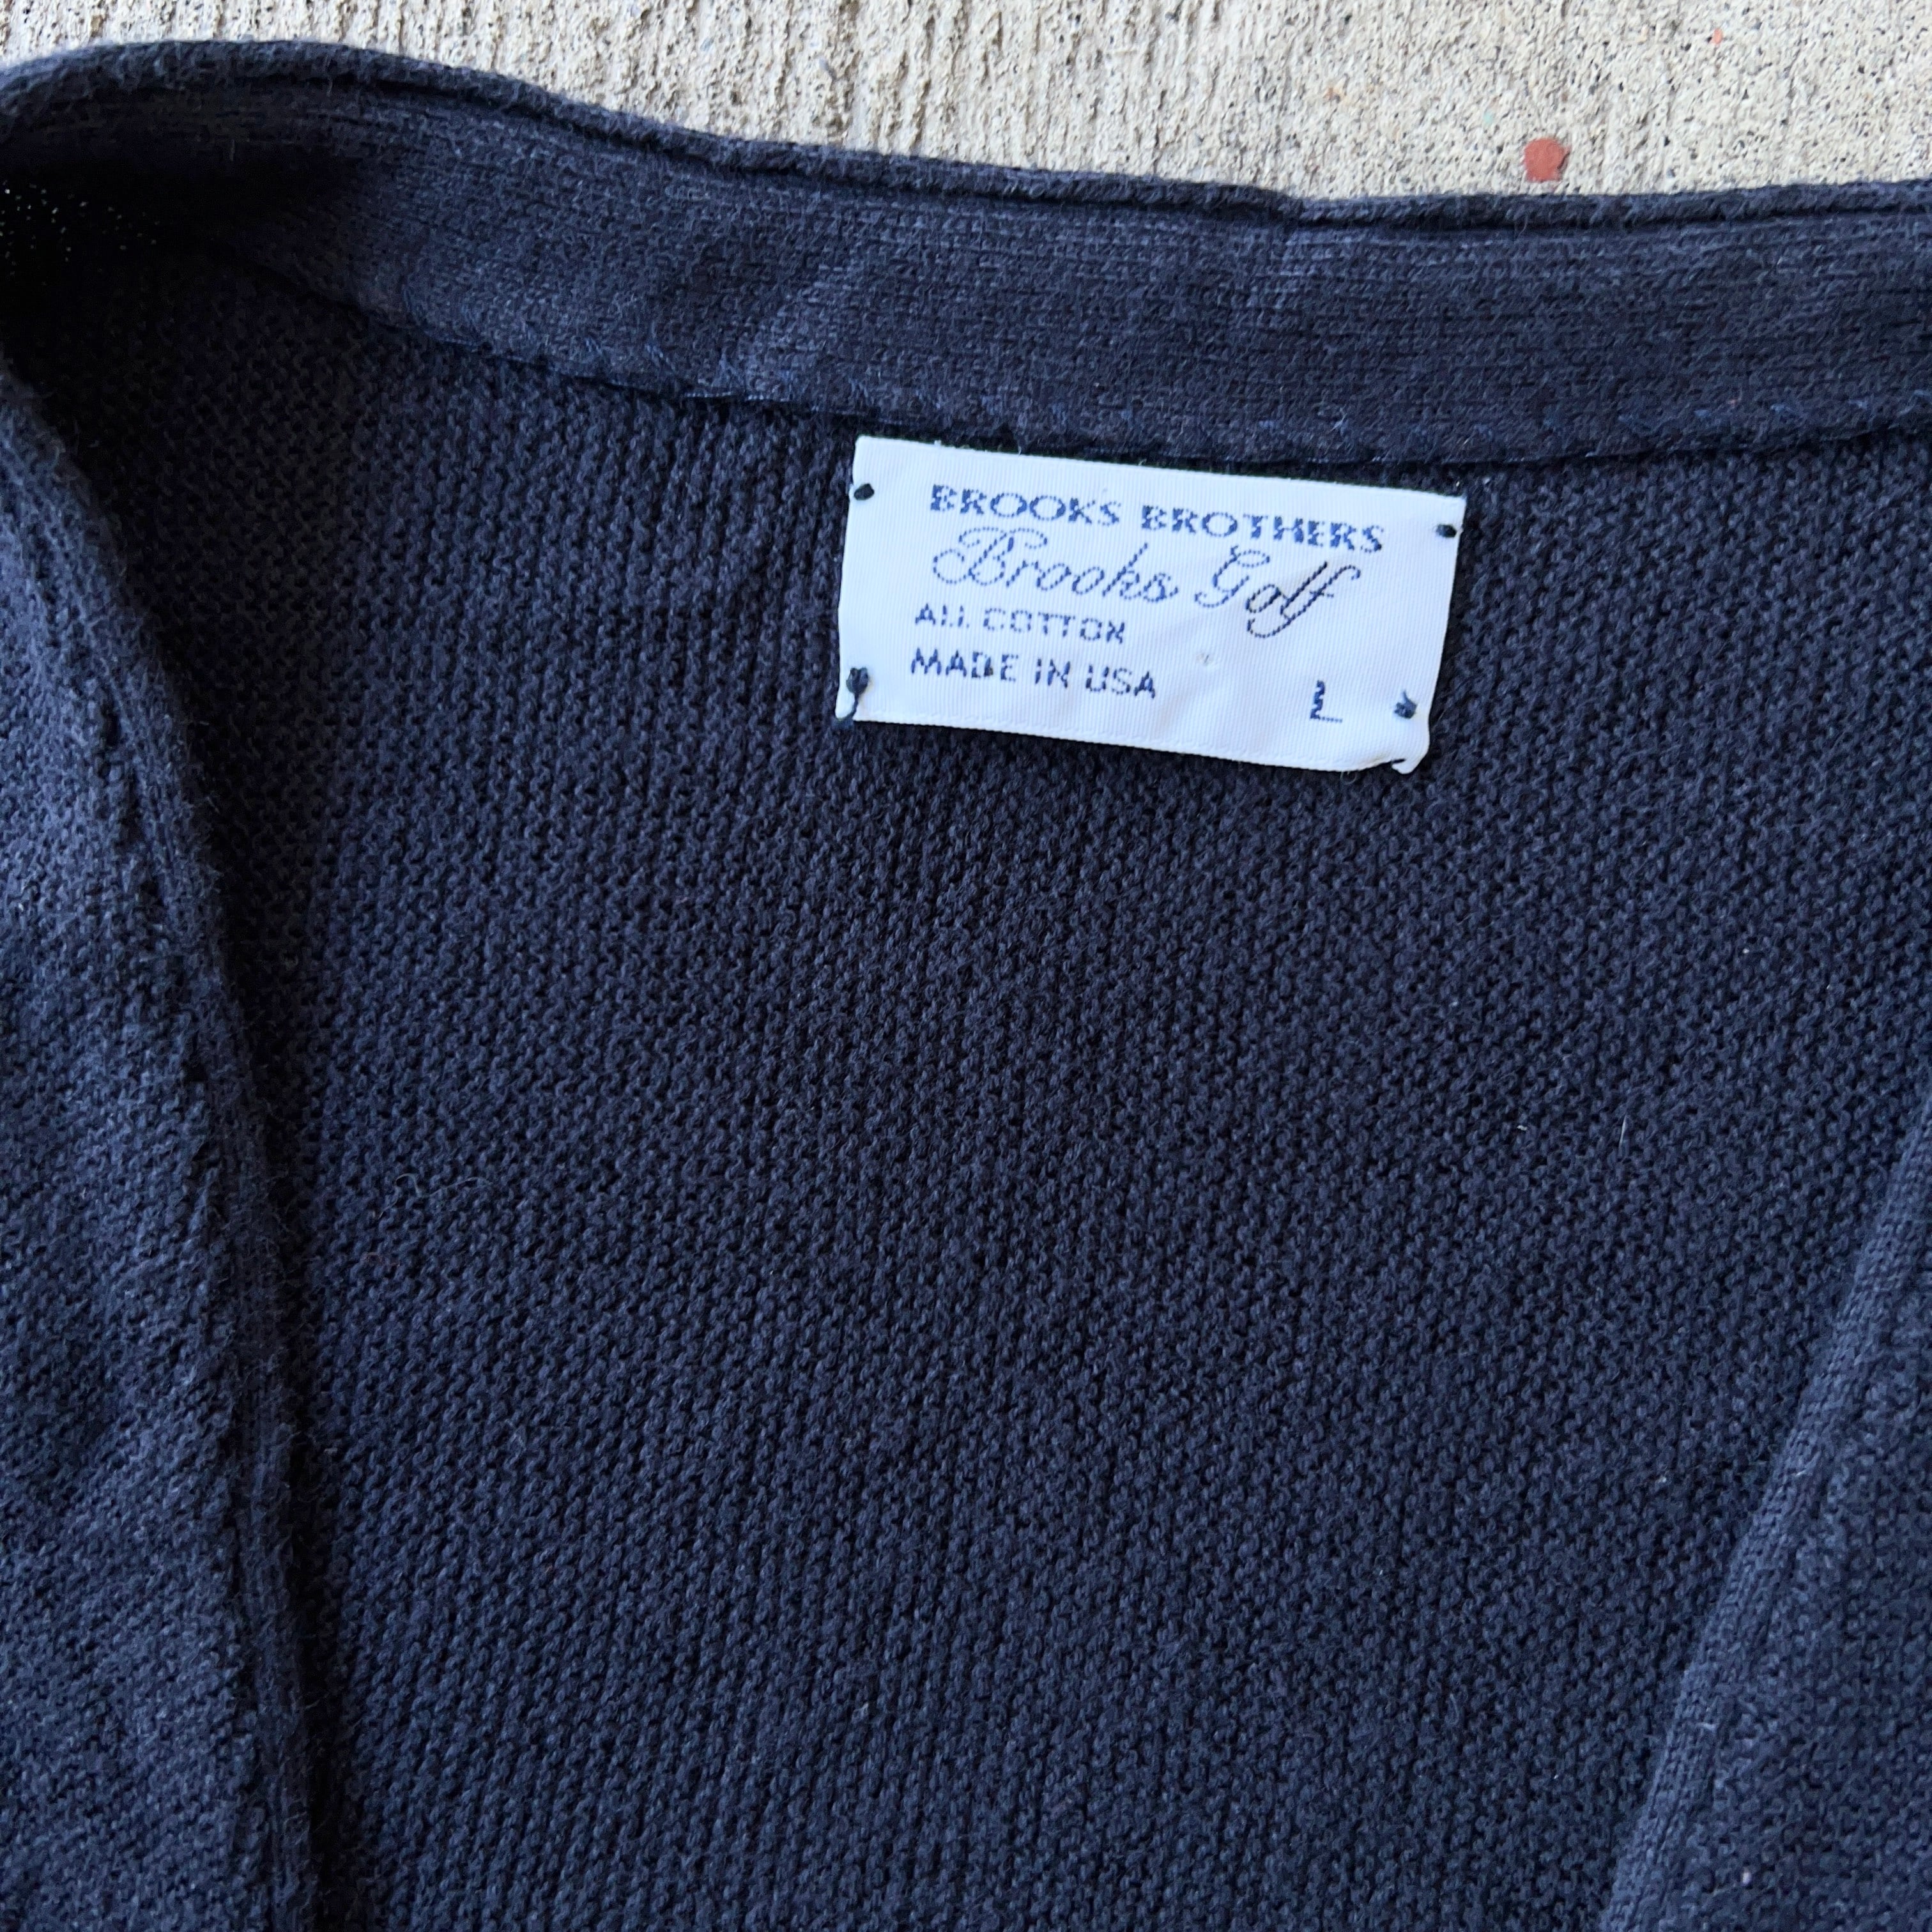 BROOKS BROTHERS
Brooks Golf
ALL COTTON
MADE IN USA
L